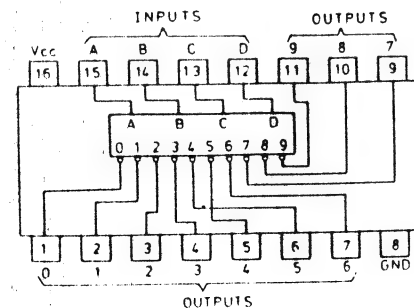 INPUTS OUTPUTS
Vcc A B C D 9 8 7
16 15 14 13 12 11 10 9
A B C D
0 1 2 3 4 5 6 7 8 9
1 2 3 4 5 6 7 8
0 1 2 3 4 5 6 GND
OUTPUTS